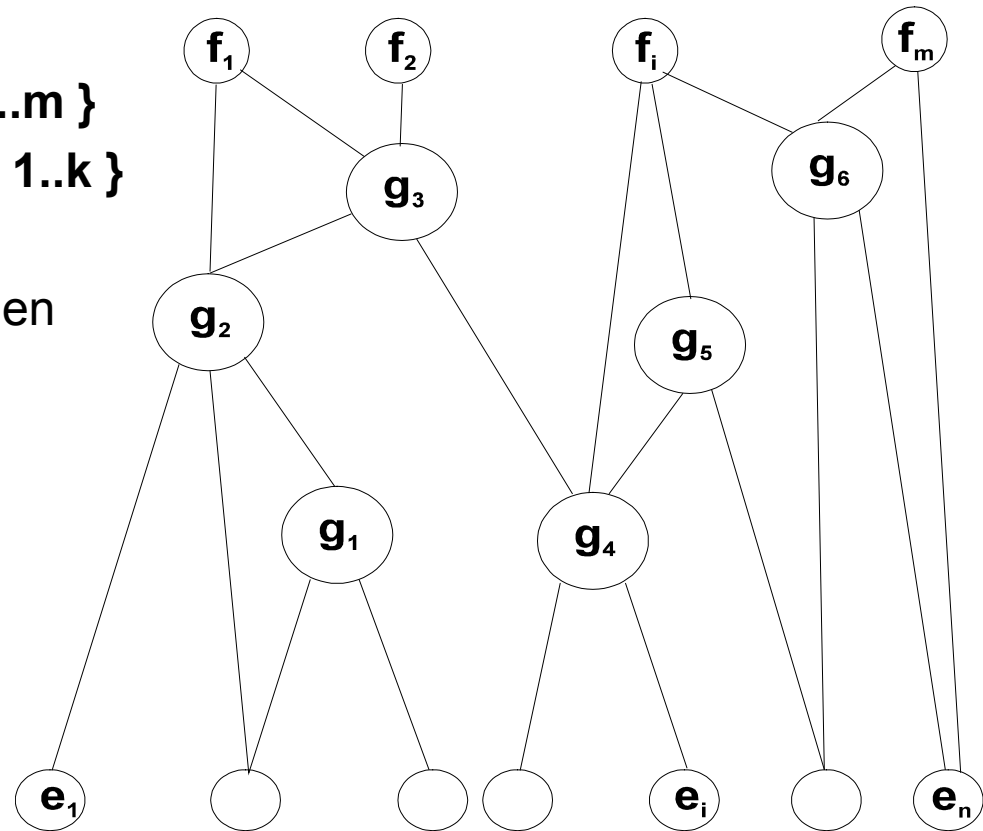 f₁ f₂ fᵢ fₘ
..m }
1..k }
g₆
g₃
en
g₂
g₅
g₁
g₄
e₁ eᵢ eₙ